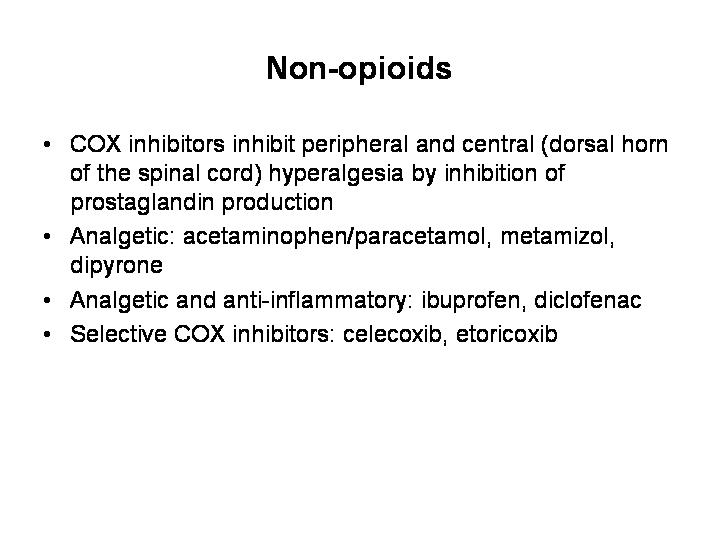 Non-opioids
• COX inhibitors inhibit peripheral and central (dorsal horn
of the spinal cord) hyperalgesia by inhibition of
prostaglandin production
• Analgetic: acetaminophen/paracetamol, metamizol,
dipyrone
• Analgetic and anti-inflammatory: ibuprofen, diclofenac
• Selective COX inhibitors: celecoxib, etoricoxib